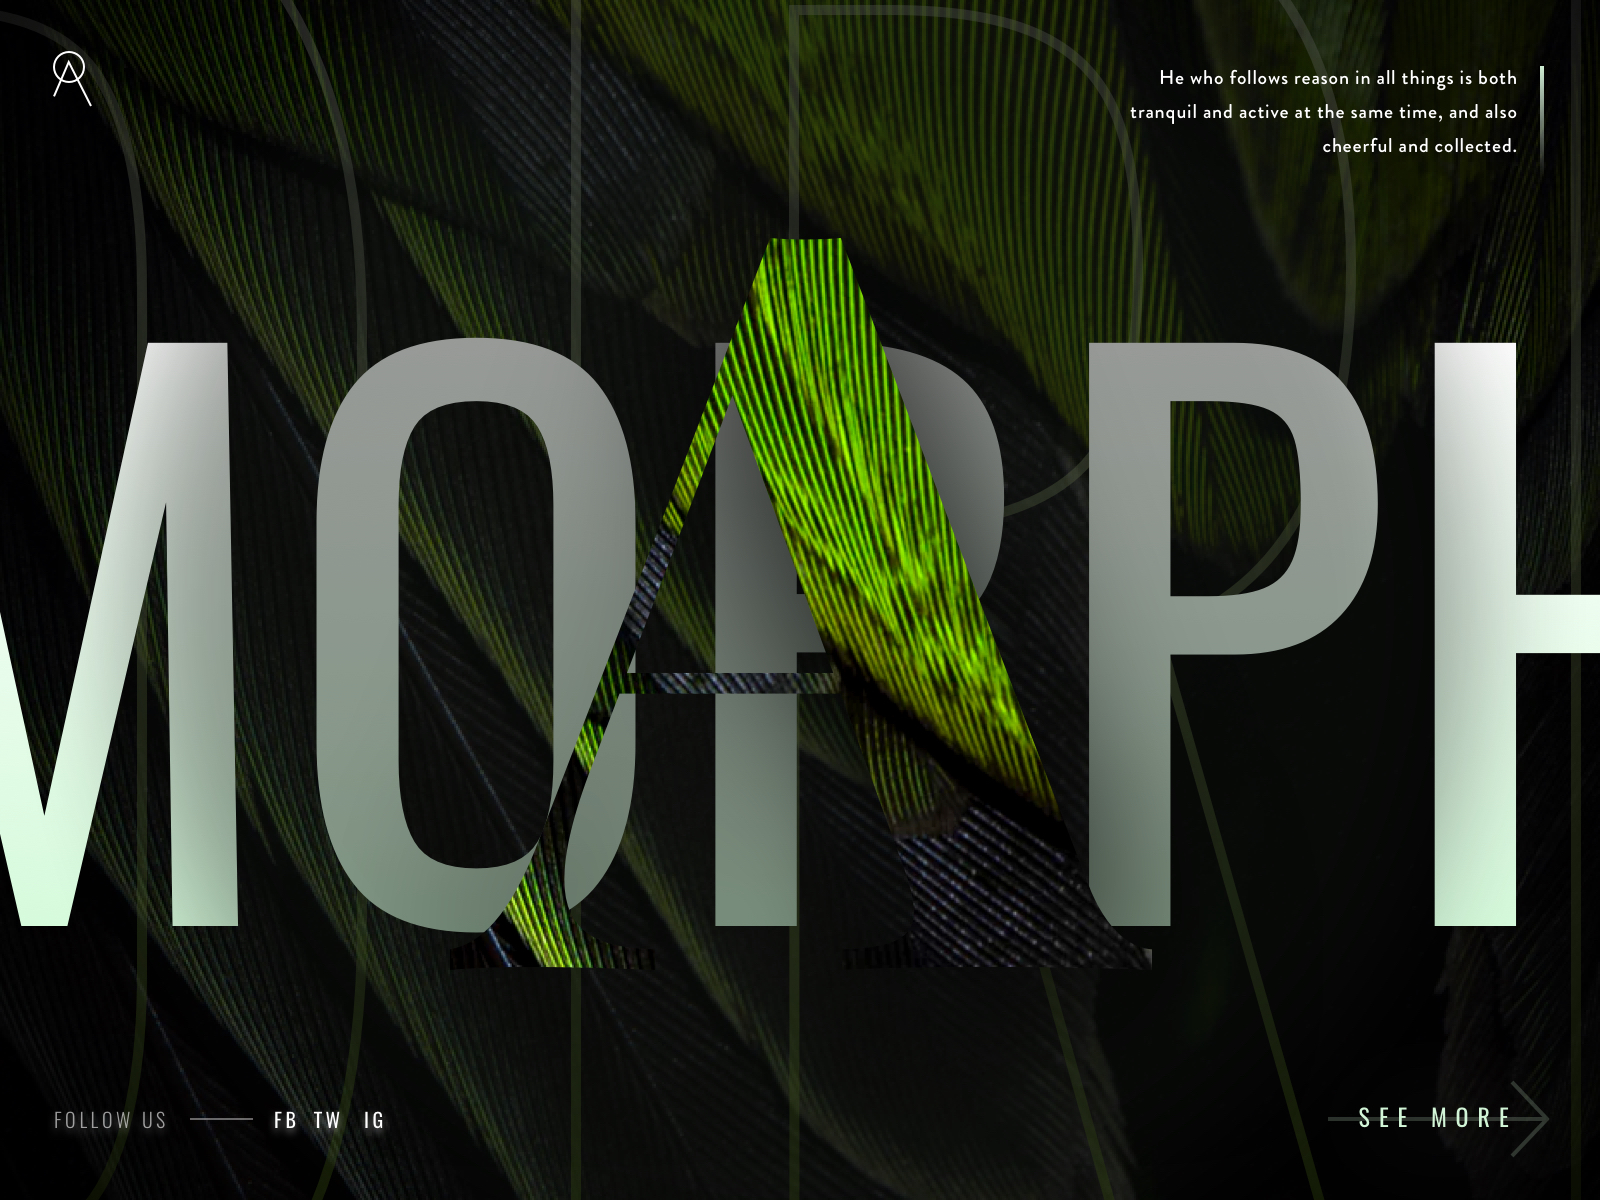 He who follows reason in all things is both
tranquil and active at the same time, and also
cheerful and collected.
MORPH
A
FOLLOW US FB TW IG
SEE MORE